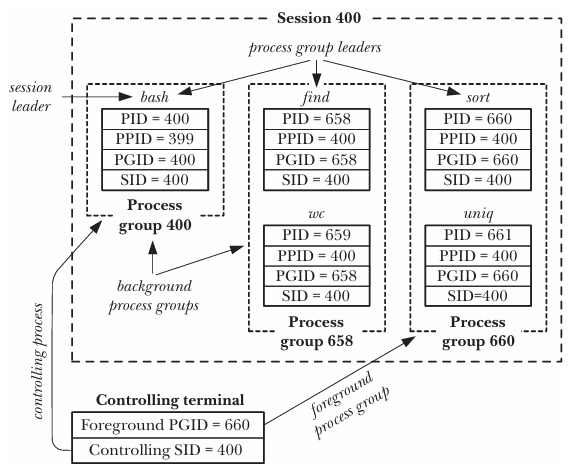 Session 400
process group leaders
session
leader
bash
PID = 400
PPID = 399
PGID = 400
SID = 400
Process
group 400
find
PID = 658
PPID = 400
PGID = 658
SID = 400
wc
PID = 659
PPID = 400
PGID = 658
SID = 400
Process
group 658
sort
PID = 660
PPID = 400
PGID = 660
SID = 400
uniq
PID = 661
PPID = 400
PGID = 660
SID=400
Process
group 660
background
process groups
controlling process
foreground
process group
Controlling terminal
Foreground PGID = 660
Controlling SID = 400